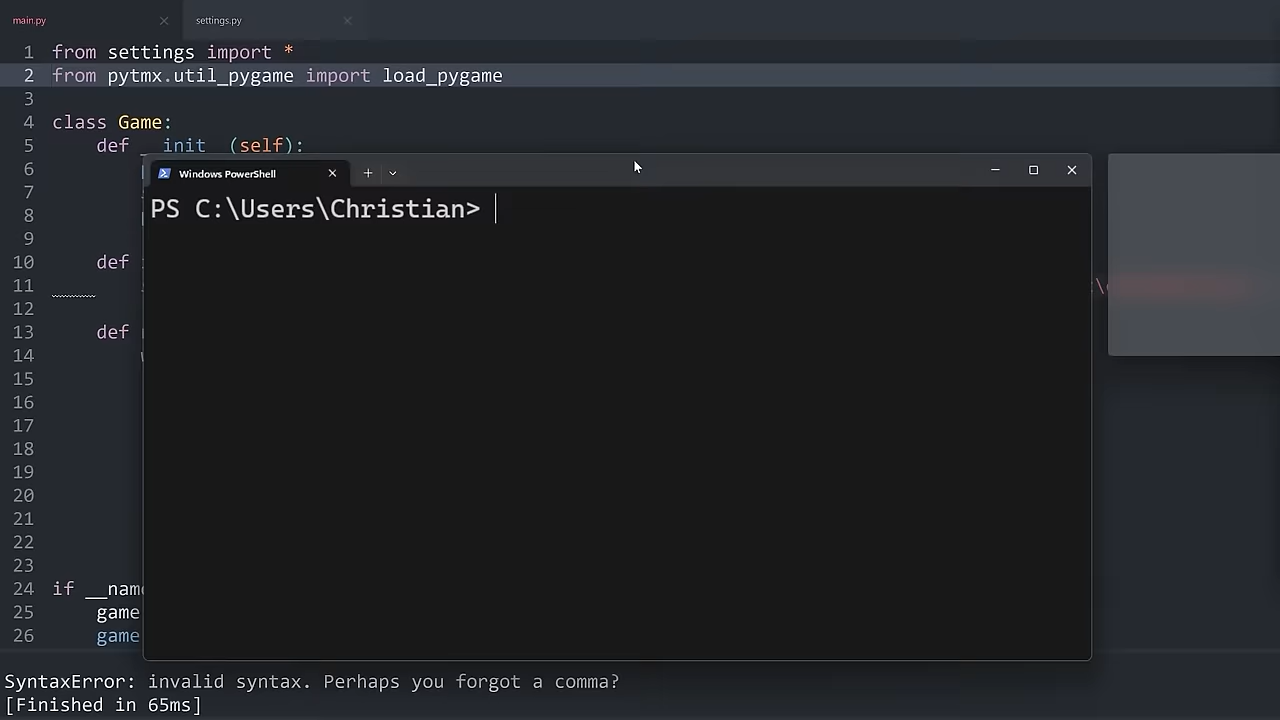 main.py
settings.py
1 from settings import *
2 from pytmx.util_pygame import load_pygame
3
4 class Game:
5 def __init__(self):
6
7
8
9
10 def
11
12
13 def
14
15
16
17
18
19
20
21
22
23
24 if __name
25 game
26 game
Windows PowerShell
PS C:\Users\Christian>
SyntaxError: invalid syntax. Perhaps you forgot a comma?
[Finished in 65ms]